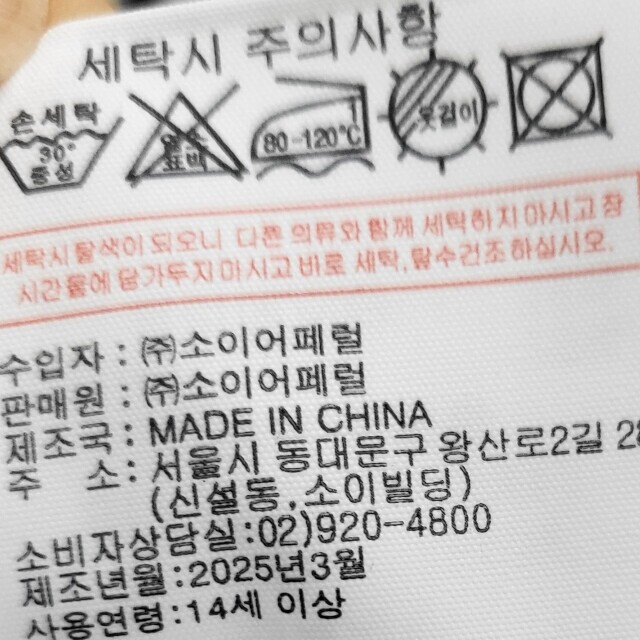 세탁시 주의사항
손세탁
30°
중성
염소
표백
80-120°C
옷걸이
세탁시 탈색이 되오니 다른 의류와 함께 세탁하지 마시고 장
시간물에 담가두지 마시고 바로 세탁, 탈수건조 하십시오.
수입자 : ㈜소이어페럴
판매원 : ㈜소이어페럴
제조국 : MADE IN CHINA
주 소 : 서울시 동대문구 왕산로2길
(신설동, 소이빌딩)
소비자상담실:02)920-4800
제조년월:2025년3월
사용연령:14세 이상